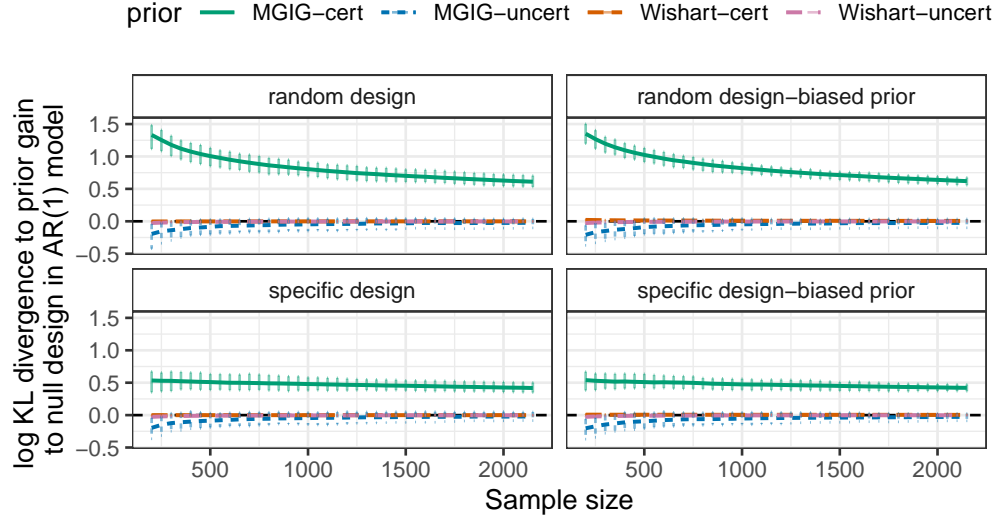 prior MGIG−cert MGIG−uncert Wishart−cert Wishart−uncert
log KL divergence to prior gain
to null design in AR(1) model
random design
random design−biased prior
1.5
1.0
0.5
0.0
−0.5
specific design
specific design−biased prior
1.5
1.0
0.5
0.0
−0.5
500 1000 1500 2000 500 1000 1500 2000
Sample size